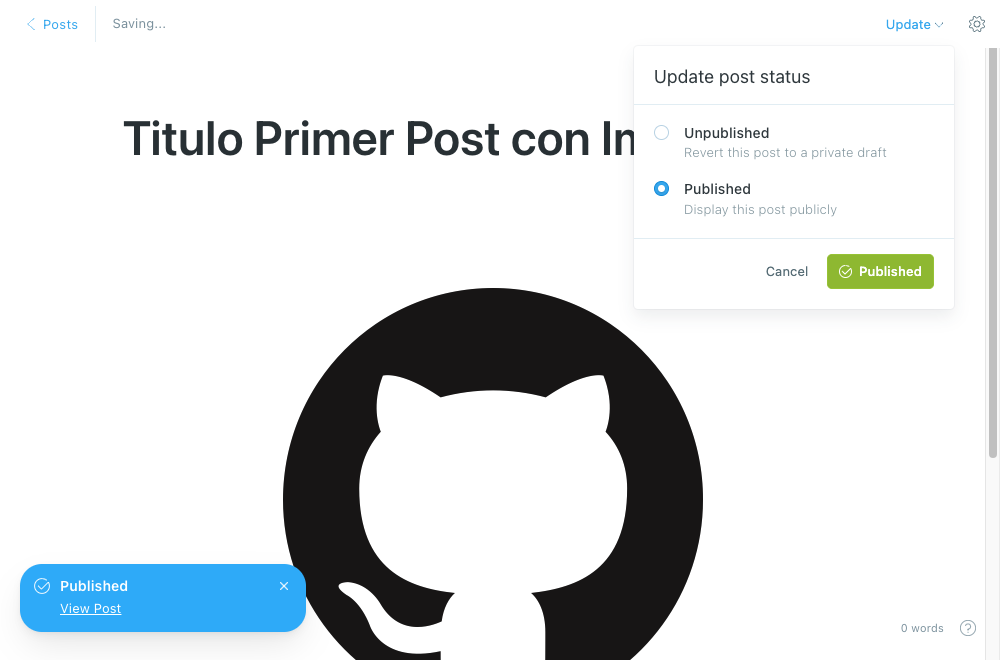 Posts
Saving...
Update
Update post status
Titulo Primer Post con
Unpublished
Revert this post to a private draft
Published
Display this post publicly
Cancel
Published
Published
View Post
0 words
?